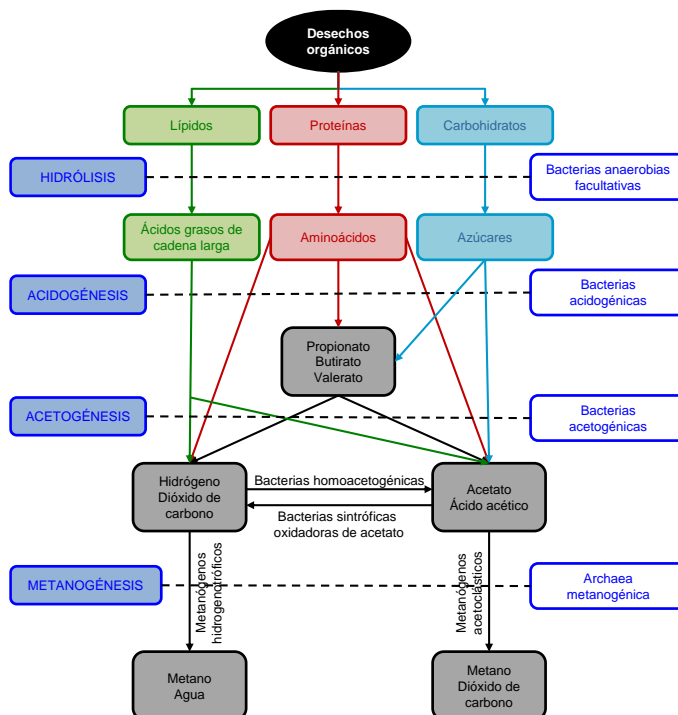 Desechos
orgánicos
Lípidos
Proteínas
Carbohidratos
HIDRÓLISIS
Bacterias anaerobias
facultativas
Ácidos grasos de
cadena larga
Aminoácidos
Azúcares
ACIDOGÉNESIS
Bacterias
acidogénicas
Propionato
Butirato
Valerato
ACETOGÉNESIS
Bacterias
acetogénicas
Hidrógeno
Dióxido de
carbono
Bacterias homoacetogénicas
Bacterias sintróficas
oxidadoras de acetato
Acetato
Ácido acético
METANOGÉNESIS
Metanógenos
hidrogenotróficos
Metanógenos
acetoclásticos
Archaea
metanogénica
Metano
Agua
Metano
Dióxido de
carbono